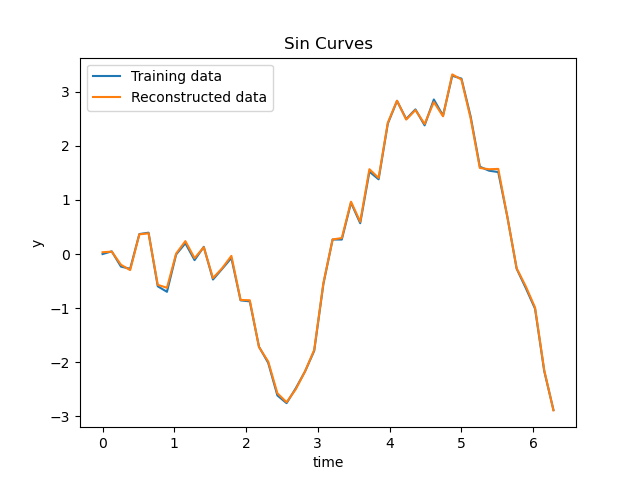 Sin Curves
Training data
Reconstructed data
3
2
1
0
−1
−2
−3
y
0 1 2 3 4 5 6
time